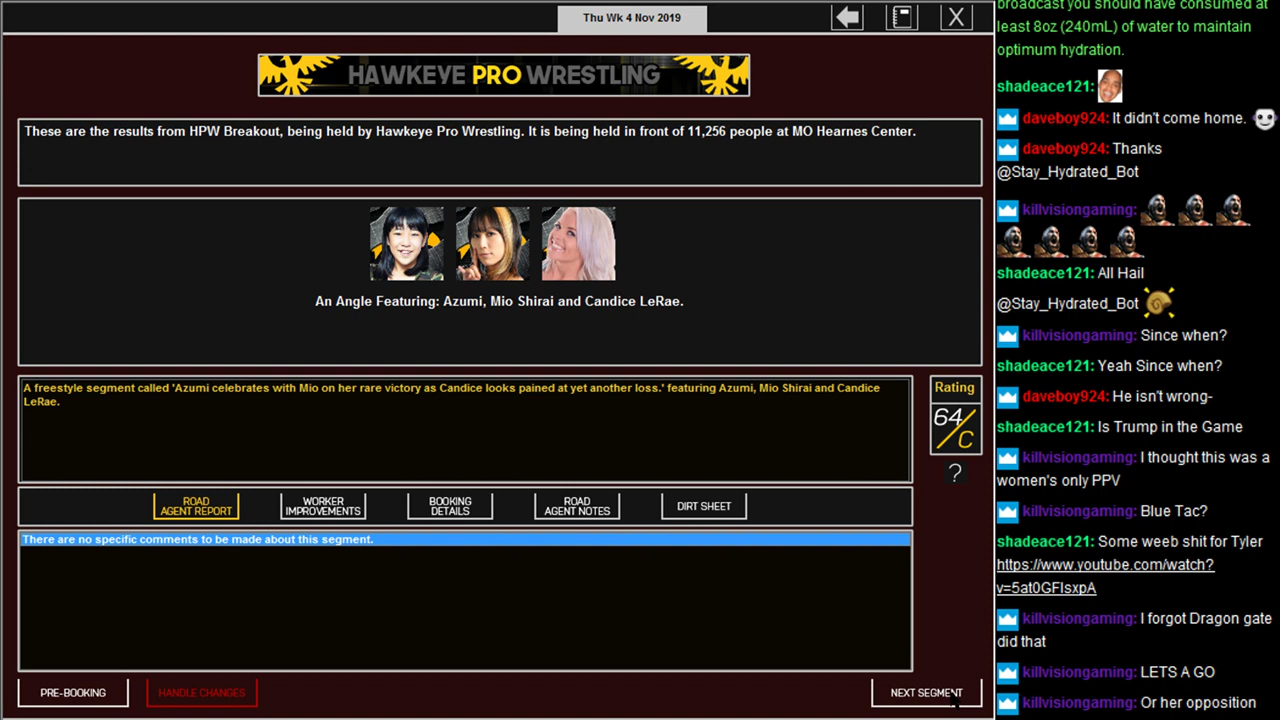 Thu Wk 4 Nov 2019
HAWKEYE PRO WRESTLING
These are the results from HPW Breakout, being held by Hawkeye Pro Wrestling. It is being held in front of 11,256 people at MO Hearnes Center.
An Angle Featuring: Azumi, Mio Shirai and Candice LeRae.
A freestyle segment called 'Azumi celebrates with Mio on her rare victory as Candice looks pained at yet another loss.' featuring Azumi, Mio Shirai and Candice
LeRae.
Rating
64/C
?
ROAD
AGENT REPORT
WORKER
IMPROVEMENTS
BOOKING
DETAILS
ROAD
AGENT NOTES
DIRT SHEET
There are no specific comments to be made about this segment.
PRE-BOOKING
HANDLE CHANGES
NEXT SEGMENT
broadcast you should have consumed at
least 8oz (240mL) of water to maintain
optimum hydration.
shadeace121:
daveboy924: It didn't come home.
daveboy924: Thanks
@Stay_Hydrated_Bot
killvisiongaming:
shadeace121: All Hail
@Stay_Hydrated_Bot
killvisiongaming: Since when?
shadeace121: Yeah Since when?
daveboy924: He isn't wrong-
shadeace121: Is Trump in the Game
killvisiongaming: I thought this was a
women's only PPV
killvisiongaming: Blue Tac?
shadeace121: Some weeb shit for Tyler
https://www.youtube.com/watch?
v=5at0GFIsxpA
killvisiongaming: I forgot Dragon gate
did that
killvisiongaming: LETS A GO
killvisiongaming: Or her opposition